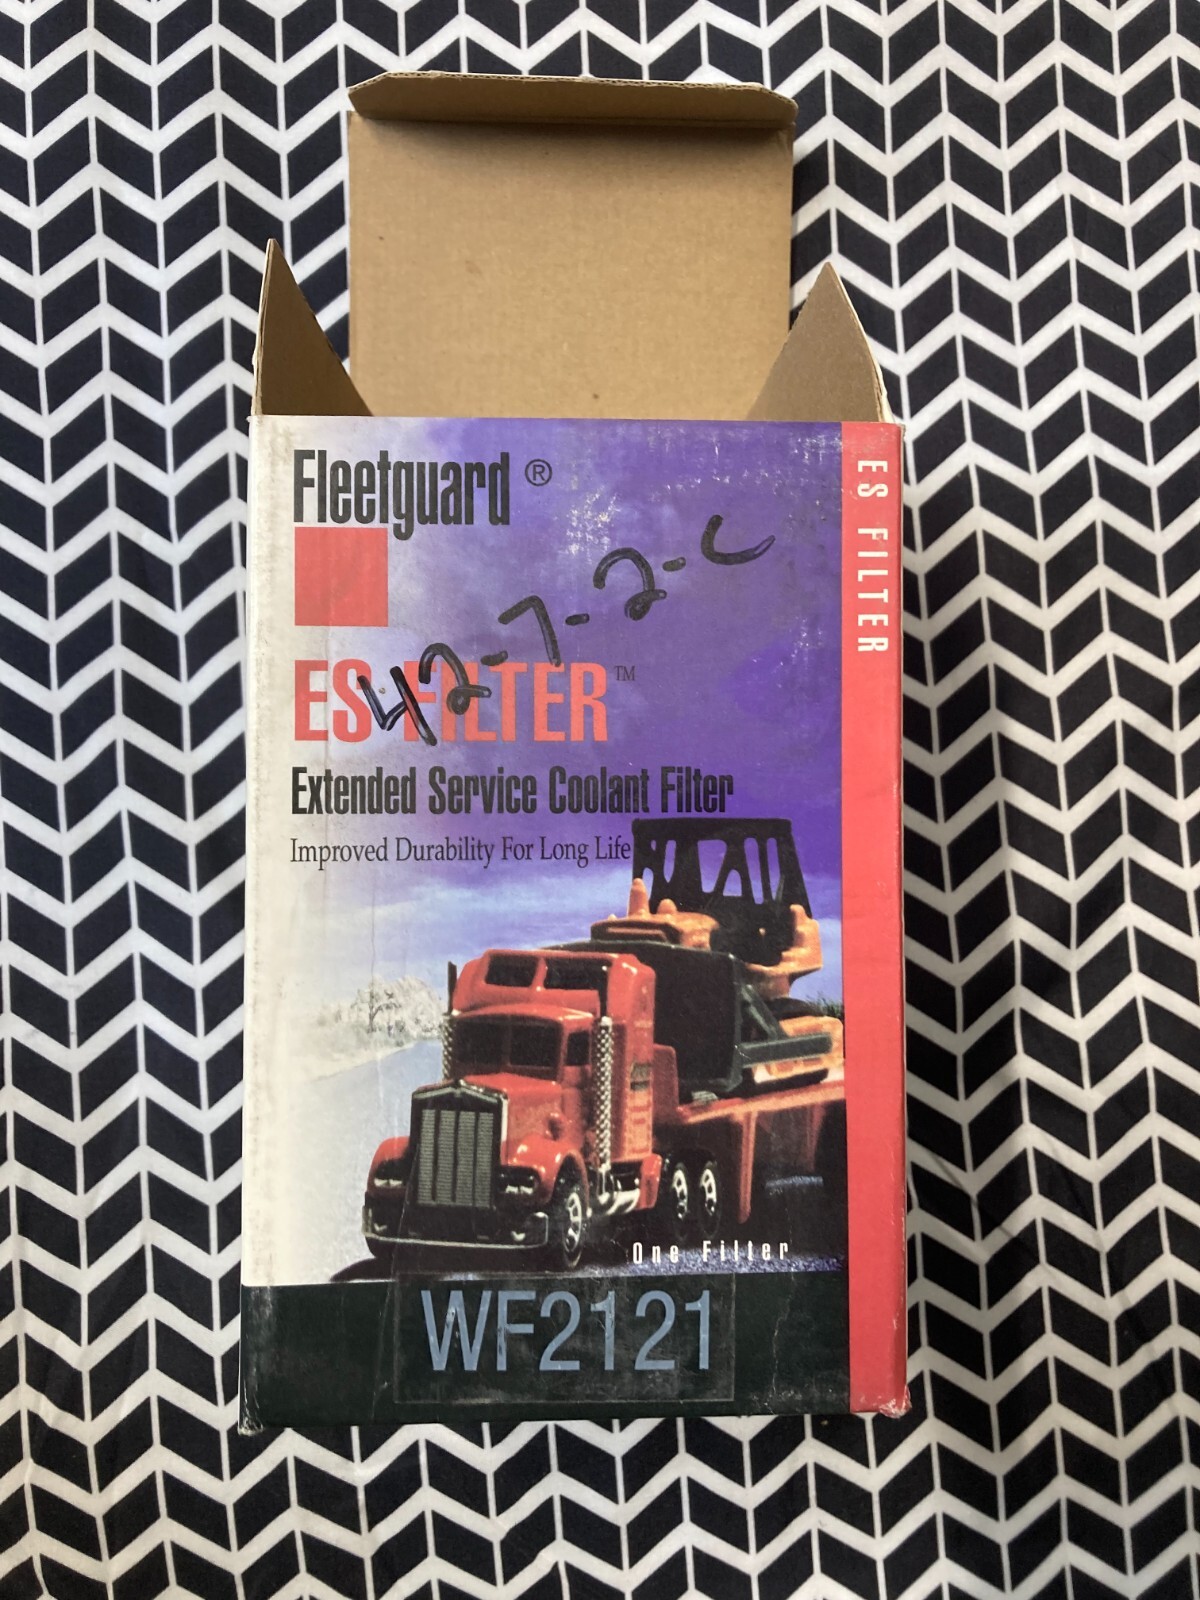 Fleetguard ®
42-7-2-C
ES FILTER™
Extended Service Coolant Filter
Improved Durability For Long Life
One Filter
WF2121
ES FILTER